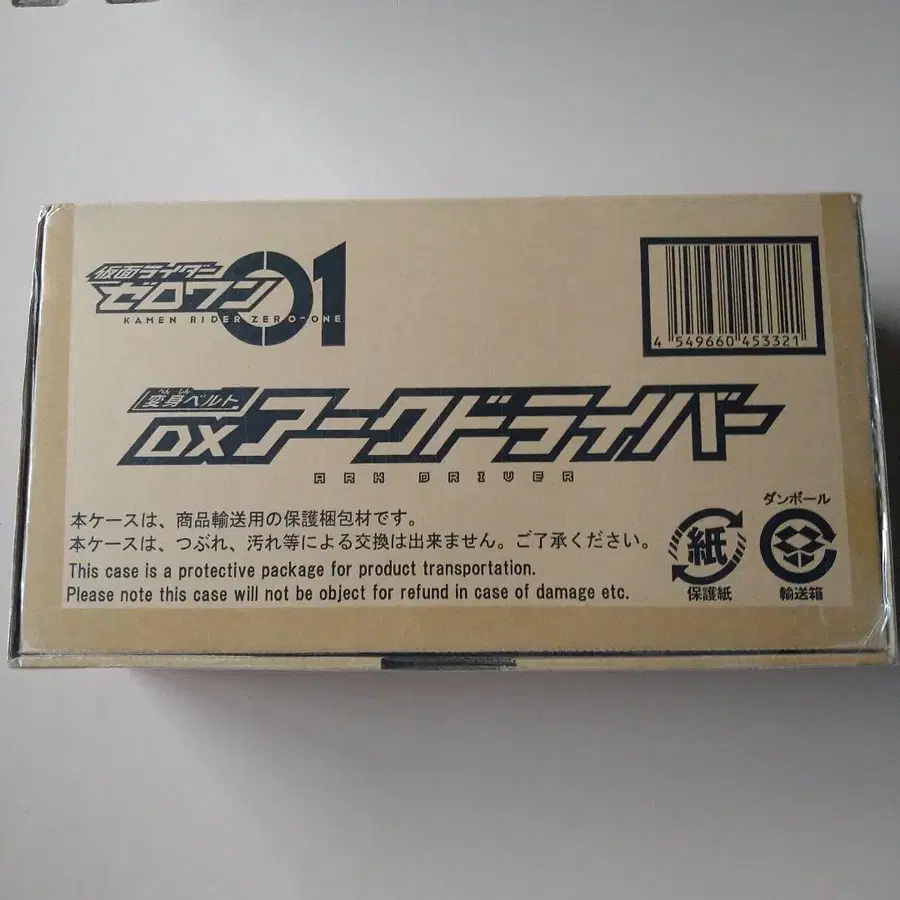 仮面ライダー
ゼロワン 01
KAMEN RIDER ZERO-ONE
4 549660 453321
へんしん
変身ベルト
DXアークドライバー
ARK DRIVER
本ケースは、商品輸送用の保護梱包材です。
本ケースは、つぶれ、汚れ等による交換は出来ません。ご了承ください。
This case is a protective package for product transportation.
Please note this case will not be object for refund in case of damage etc.
紙
保護紙
ダンボール
輸送箱